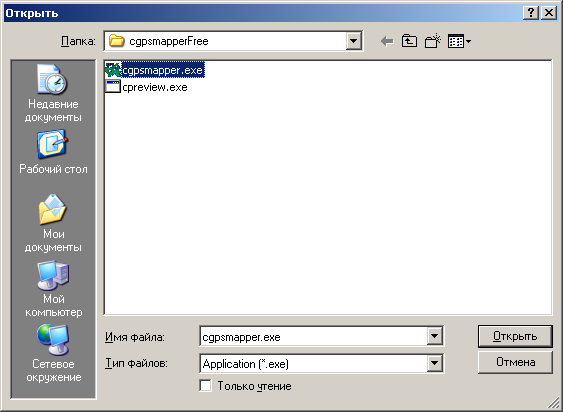 Открыть
Папка: cgpsmapperFree
cgpsmapper.exe
cpreview.exe
Недавние
документы
Рабочий стол
Мои
документы
Мой
компьютер
Сетевое
окружение
Имя файла: cgpsmapper.exe Открыть
Тип файлов: Application (*.exe) Отмена
Только чтение